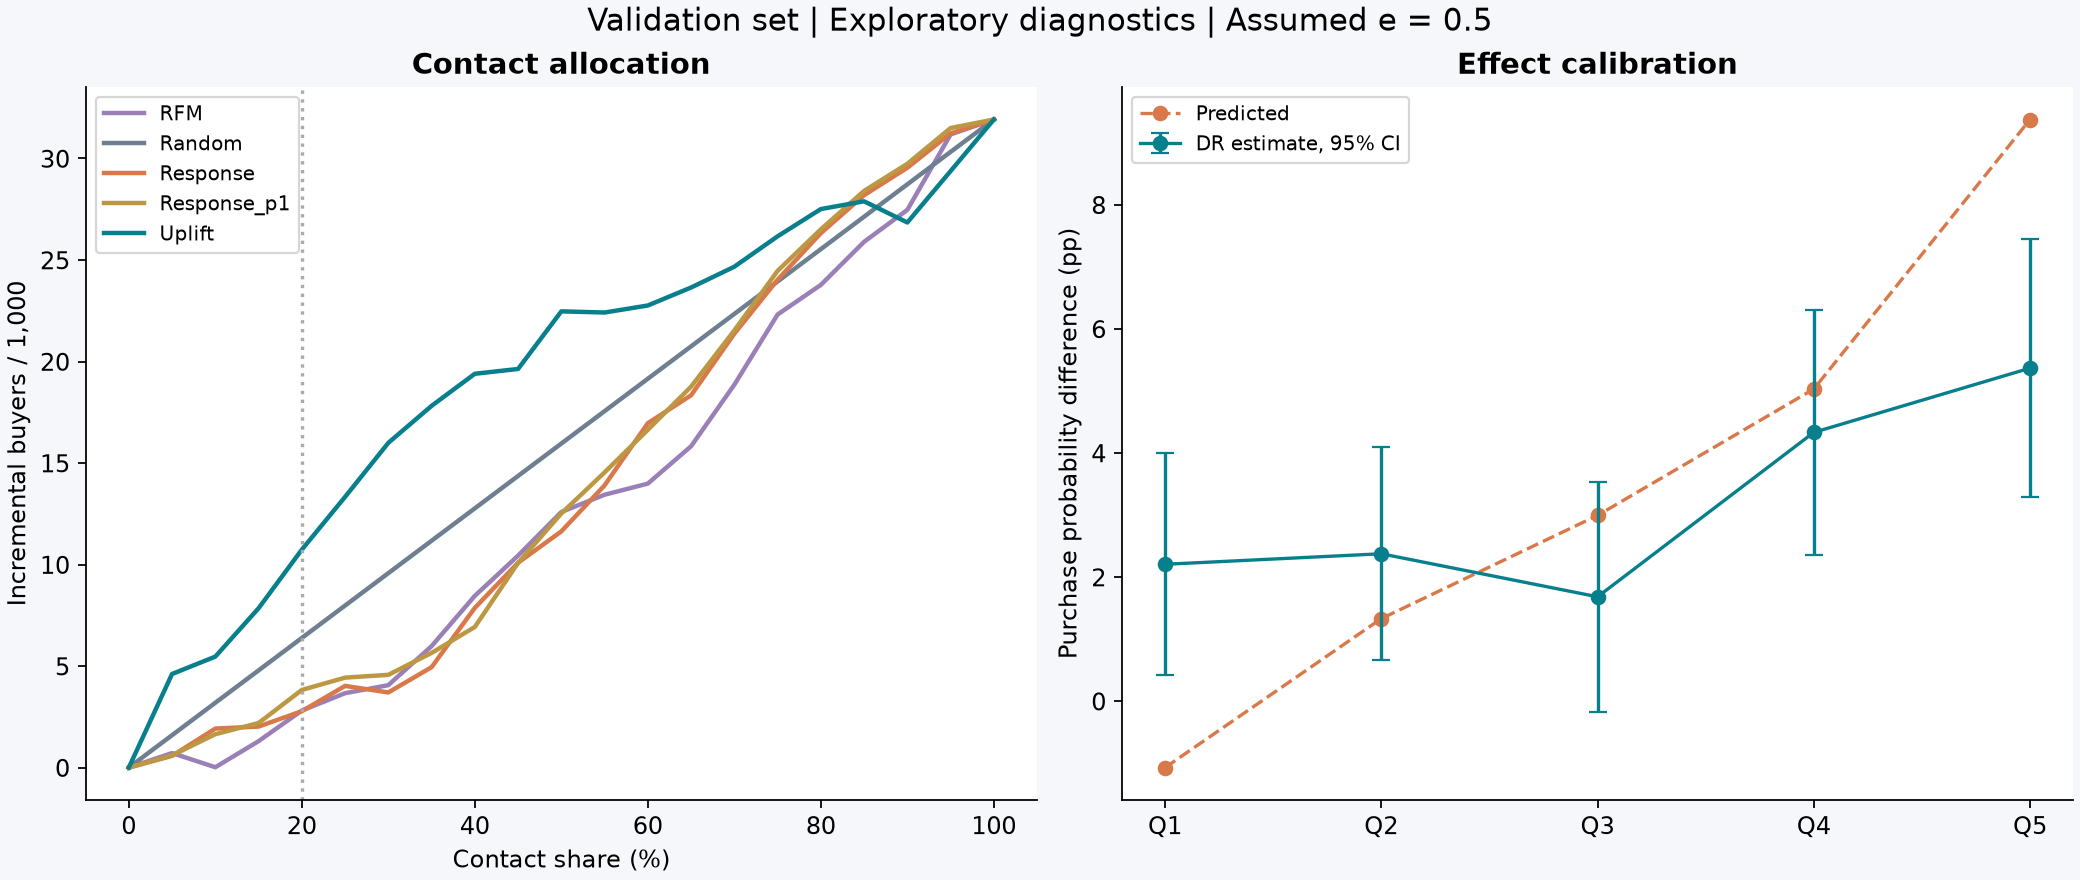 Validation set | Exploratory diagnostics | Assumed e = 0.5
Contact allocation
RFM
Random
Response
Response_p1
Uplift
Incremental buyers / 1,000
30
25
20
15
10
5
0
0 20 40 60 80 100
Contact share (%)
Effect calibration
Predicted
DR estimate, 95% CI
Purchase probability difference (pp)
8
6
4
2
0
Q1 Q2 Q3 Q4 Q5